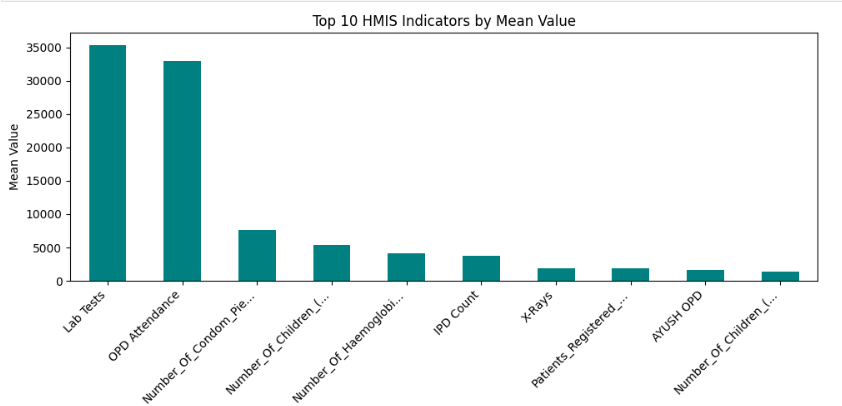 Top 10 HMIS Indicators by Mean Value
Mean Value
35000
30000
25000
20000
15000
10000
5000
0
Lab Tests
OPD Attendance
Number_Of_Condom_Pie...
Number_Of_Children_(...
Number_Of_Haemoglobi...
IPD Count
X-Rays
Patients_Registered_...
AYUSH OPD
Number_Of_Children_(...